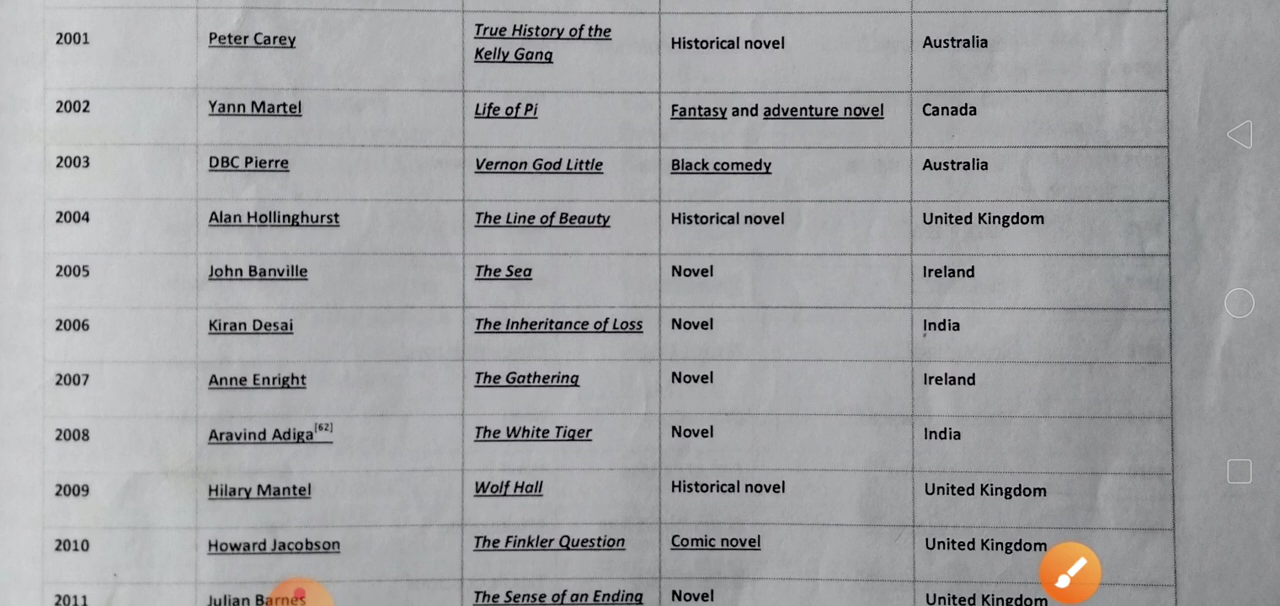 2001 Peter Carey True History of the Kelly Gang Historical novel Australia
2002 Yann Martel Life of Pi Fantasy and adventure novel Canada
2003 DBC Pierre Vernon God Little Black comedy Australia
2004 Alan Hollinghurst The Line of Beauty Historical novel United Kingdom
2005 John Banville The Sea Novel Ireland
2006 Kiran Desai The Inheritance of Loss Novel India
2007 Anne Enright The Gathering Novel Ireland
2008 Aravind Adiga[62] The White Tiger Novel India
2009 Hilary Mantel Wolf Hall Historical novel United Kingdom
2010 Howard Jacobson The Finkler Question Comic novel United Kingdom
2011 Julian Barnes The Sense of an Ending Novel United Kingdom